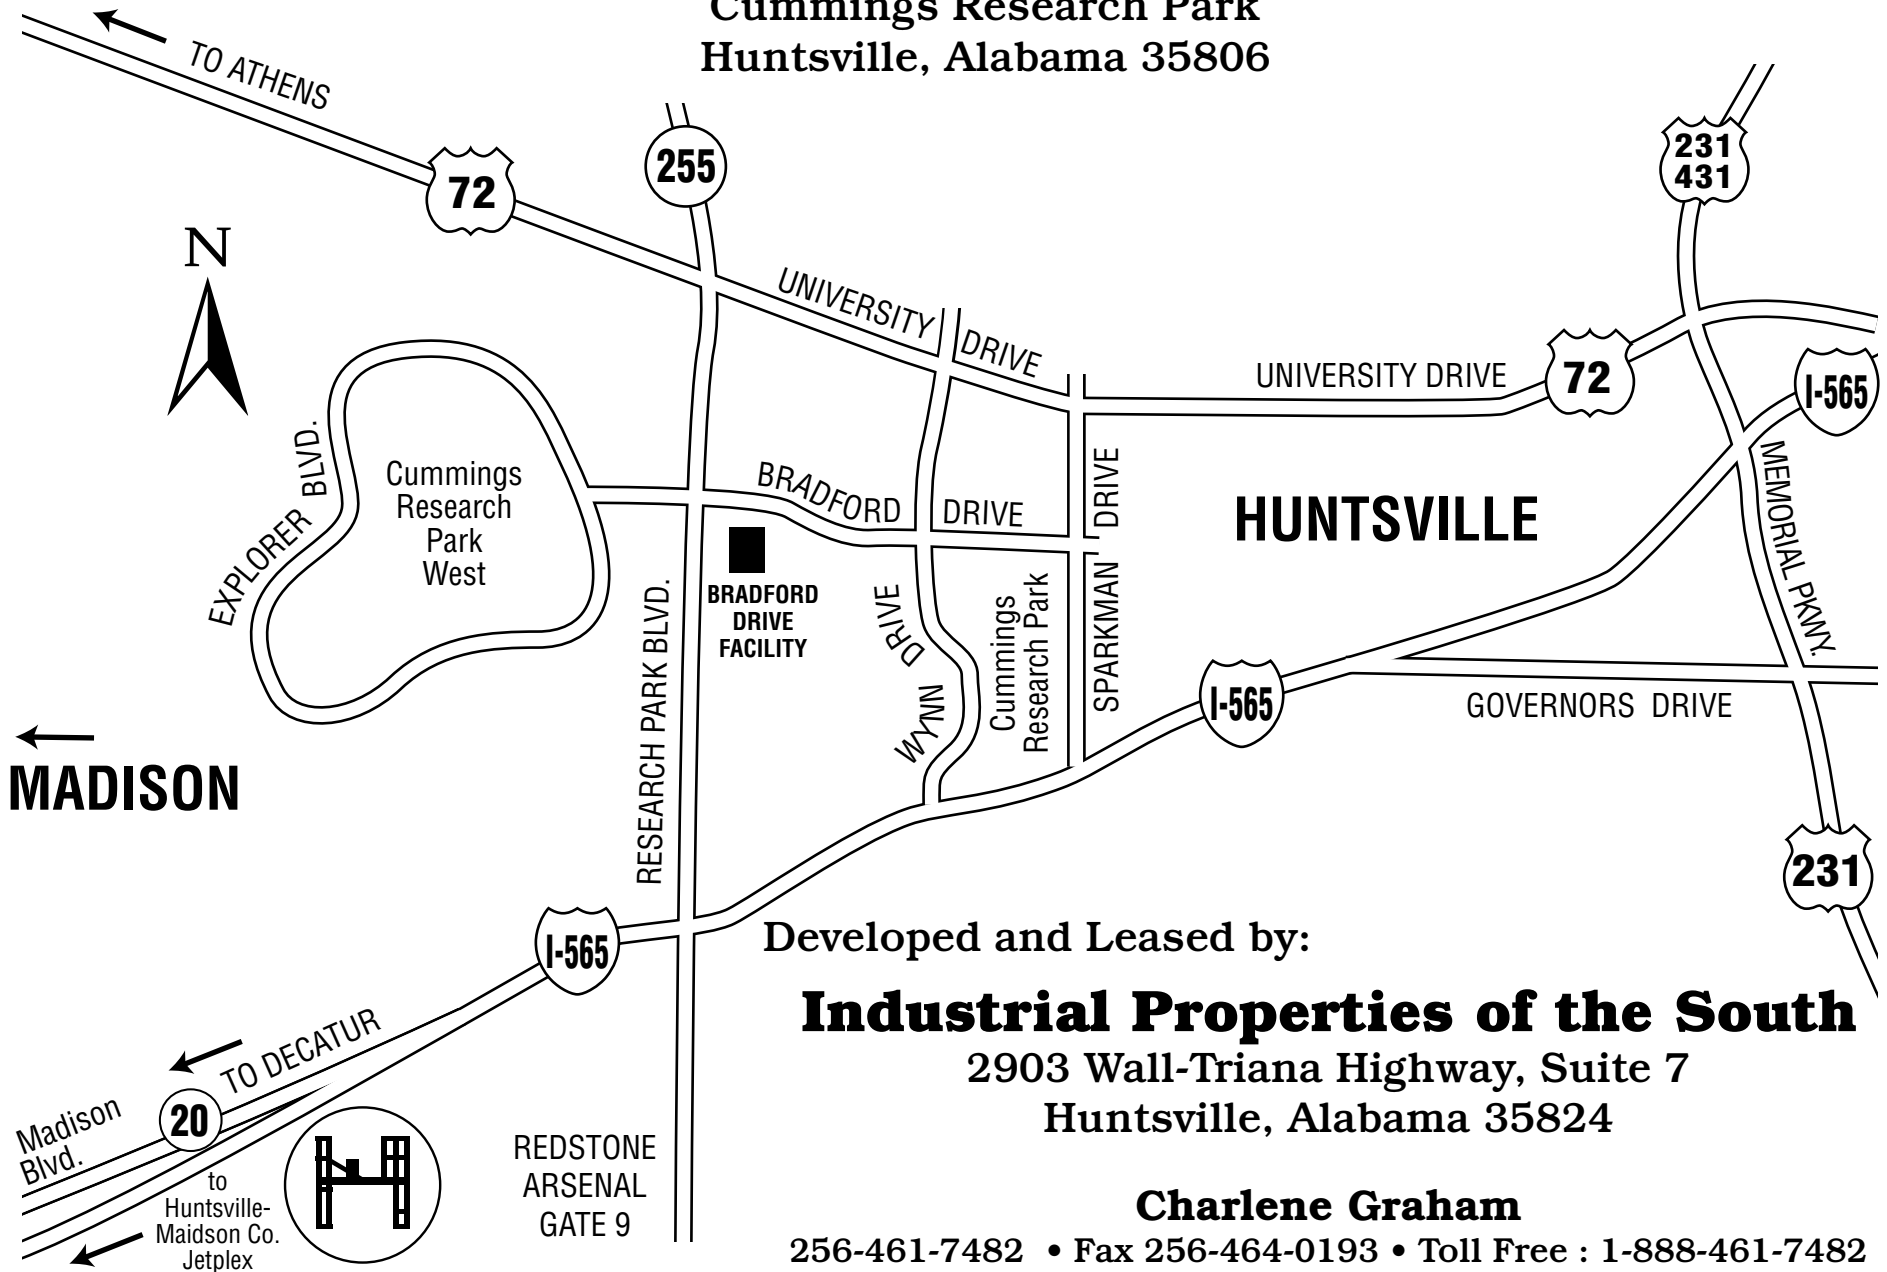 Cummings Research Park
Huntsville, Alabama 35806
TO ATHENS
72
255
231
431
N
UNIVERSITY DRIVE
UNIVERSITY DRIVE
72
I-565
EXPLORER BLVD.
Cummings
Research
Park
West
BRADFORD DRIVE
SPARKMAN DRIVE
HUNTSVILLE
MEMORIAL PKWY.
BRADFORD
DRIVE
FACILITY
RESEARCH PARK BLVD.
WYNN DRIVE
Cummings
Research Park
I-565
GOVERNORS DRIVE
MADISON
231
I-565
Developed and Leased by:
Industrial Properties of the South
2903 Wall-Triana Highway, Suite 7
Huntsville, Alabama 35824
TO DECATUR
20
Madison
Blvd.
to
Huntsville-
Maidson Co.
Jetplex
REDSTONE
ARSENAL
GATE 9
Charlene Graham
256-461-7482 • Fax 256-464-0193 • Toll Free : 1-888-461-7482